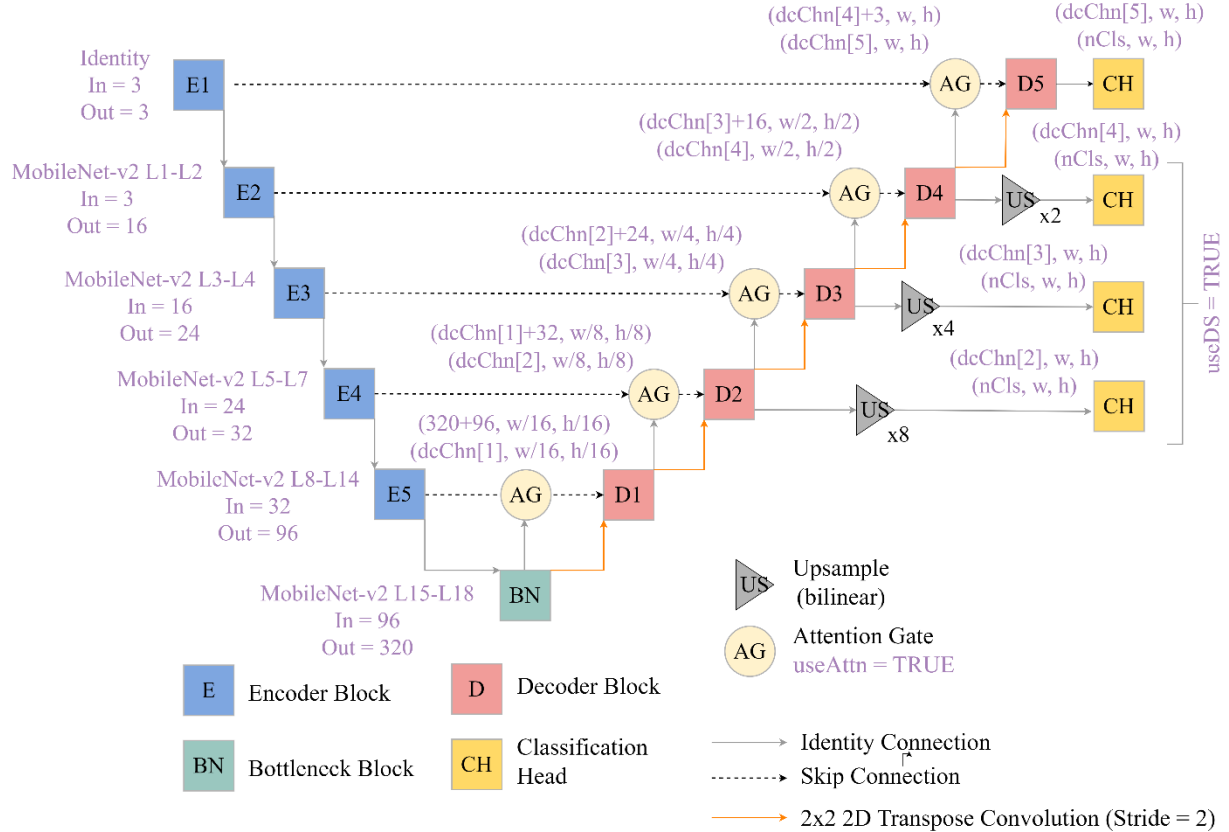 (dcChn[4]+3, w, h)
(dcChn[5], w, h)
(dcChn[5], w, h)
(nCls, w, h)
Identity
In = 3
Out = 3
E1
AG
D5
CH
(dcChn[3]+16, w/2, h/2)
(dcChn[4], w/2, h/2)
(dcChn[4], w, h)
(nCls, w, h)
MobileNet-v2 L1-L2
In = 3
Out = 16
E2
AG
D4
US
x2
CH
(dcChn[2]+24, w/4, h/4)
(dcChn[3], w/4, h/4)
(dcChn[3], w, h)
(nCls, w, h)
MobileNet-v2 L3-L4
In = 16
Out = 24
E3
AG
D3
US
x4
CH
useDS = TRUE
(dcChn[1]+32, w/8, h/8)
(dcChn[2], w/8, h/8)
(dcChn[2], w, h)
(nCls, w, h)
MobileNet-v2 L5-L7
In = 24
Out = 32
E4
AG
D2
US
x8
CH
(320+96, w/16, h/16)
(dcChn[1], w/16, h/16)
MobileNet-v2 L8-L14
In = 32
Out = 96
E5
AG
D1
MobileNet-v2 L15-L18
In = 96
Out = 320
BN
US
Upsample
(bilinear)
AG
Attention Gate
useAttn = TRUE
E
Encoder Block
D
Decoder Block
BN
Bottleneck Block
CH
Classification
Head
Identity Connection
Skip Connection
2x2 2D Transpose Convolution (Stride = 2)